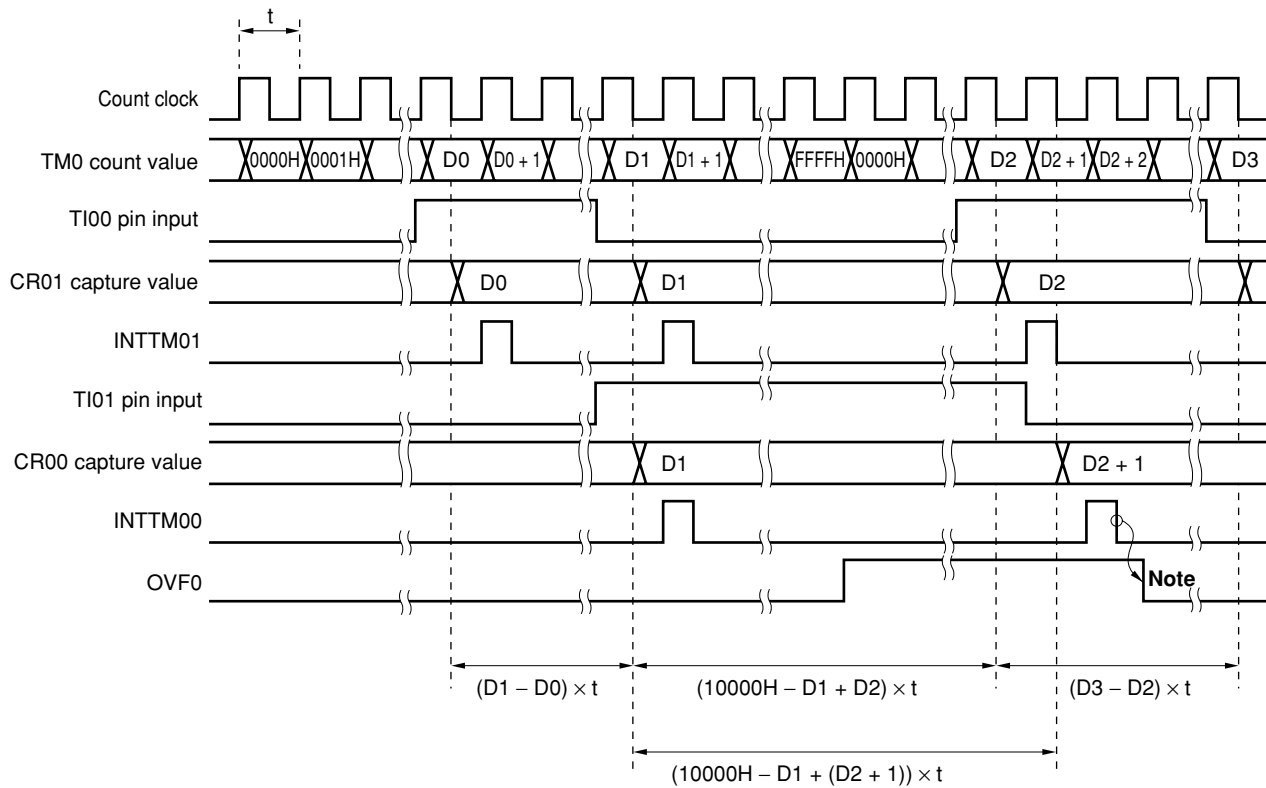 t
Count clock
TM0 count value 0000H 0001H D0 D0 + 1 D1 D1 + 1 FFFFH 0000H D2 D2 + 1 D2 + 2 D3
TI00 pin input
CR01 capture value D0 D1 D2
INTTM01
TI01 pin input
CR00 capture value D1 D2 + 1
INTTM00
OVF0 Note
(D1 − D0) × t (10000H − D1 + D2) × t (D3 − D2) × t
(10000H − D1 + (D2 + 1)) × t